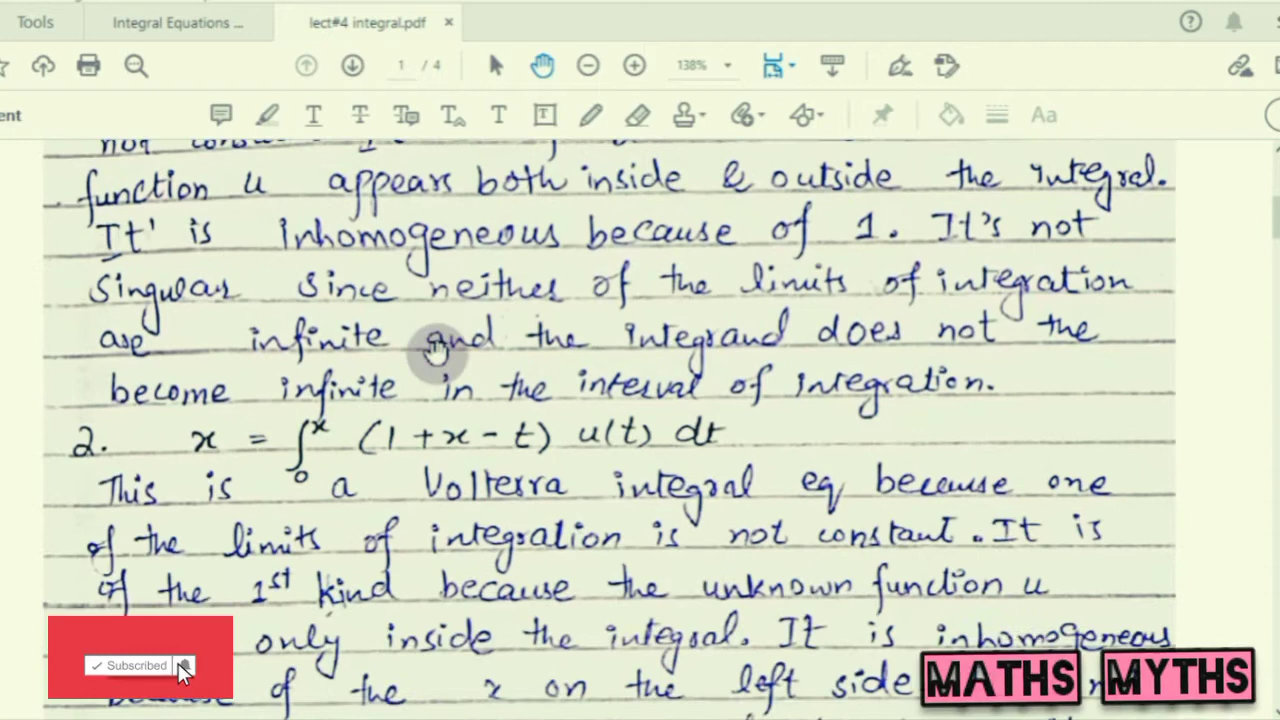 Tools
Integral Equations ...
lect#4 integral.pdf ×
1 / 4
138%
ent
Aa
function u appears both inside & outside the integral.
It' is inhomogeneous because of 1. It's not
singular since neither of the limits of integration
are infinite and the integrand does not the
become infinite in the interval of integration.
2. x = ∫₀ˣ (1 + x - t) u(t) dt
This is a Volterra integral eq because one
of the limits of integration is not constant. It is
of the 1st kind because the unknown function u
only inside the integral. It is inhomogeneous
of the x on the left side
Subscribed
MATHS MYTHS